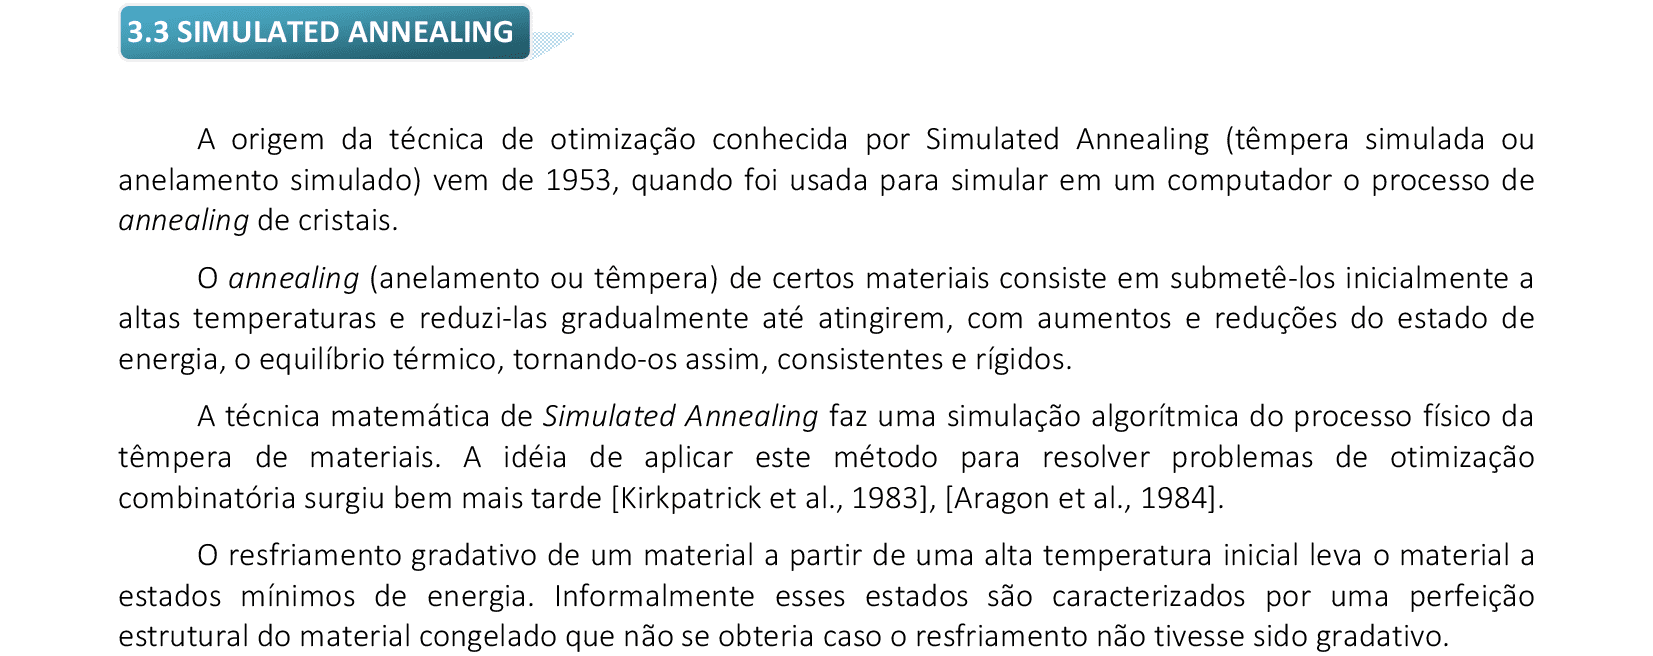 3.3 SIMULATED ANNEALING
A origem da técnica de otimização conhecida por Simulated Annealing (têmpera simulada ou
anelamento simulado) vem de 1953, quando foi usada para simular em um computador o processo de
annealing de cristais.
O annealing (anelamento ou têmpera) de certos materiais consiste em submetê-los inicialmente a
altas temperaturas e reduzi-las gradualmente até atingirem, com aumentos e reduções do estado de
energia, o equilíbrio térmico, tornando-os assim, consistentes e rígidos.
A técnica matemática de Simulated Annealing faz uma simulação algorítmica do processo físico da
têmpera de materiais. A idéia de aplicar este método para resolver problemas de otimização
combinatória surgiu bem mais tarde [Kirkpatrick et al., 1983], [Aragon et al., 1984].
O resfriamento gradativo de um material a partir de uma alta temperatura inicial leva o material a
estados mínimos de energia. Informalmente esses estados são caracterizados por uma perfeição
estrutural do material congelado que não se obteria caso o resfriamento não tivesse sido gradativo.